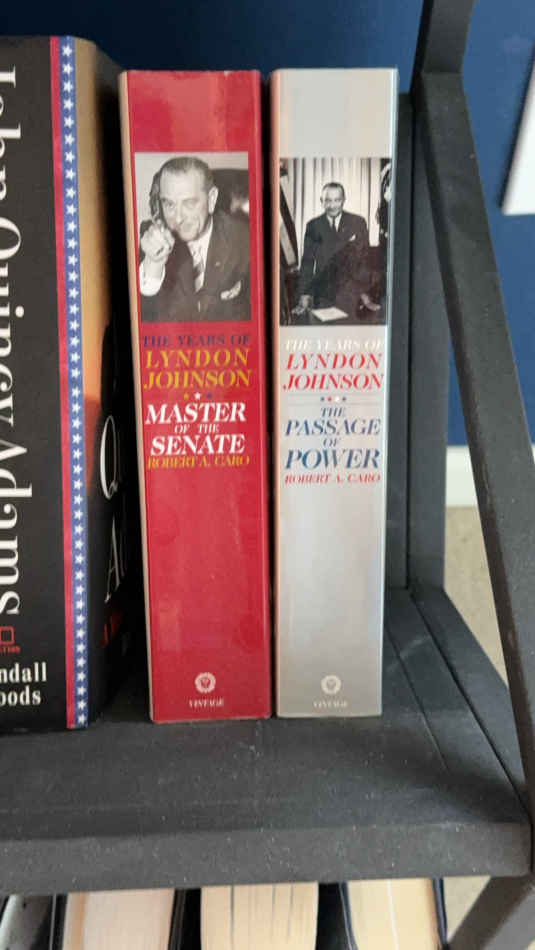 John Quincy Adams
ndall
oods
THE YEARS OF
LYNDON
JOHNSON
MASTER
OF THE
SENATE
ROBERT A. CARO
VINTAGE
THE YEARS OF
LYNDON
JOHNSON
THE
PASSAGE
OF
POWER
ROBERT A. CARO
VINTAGE